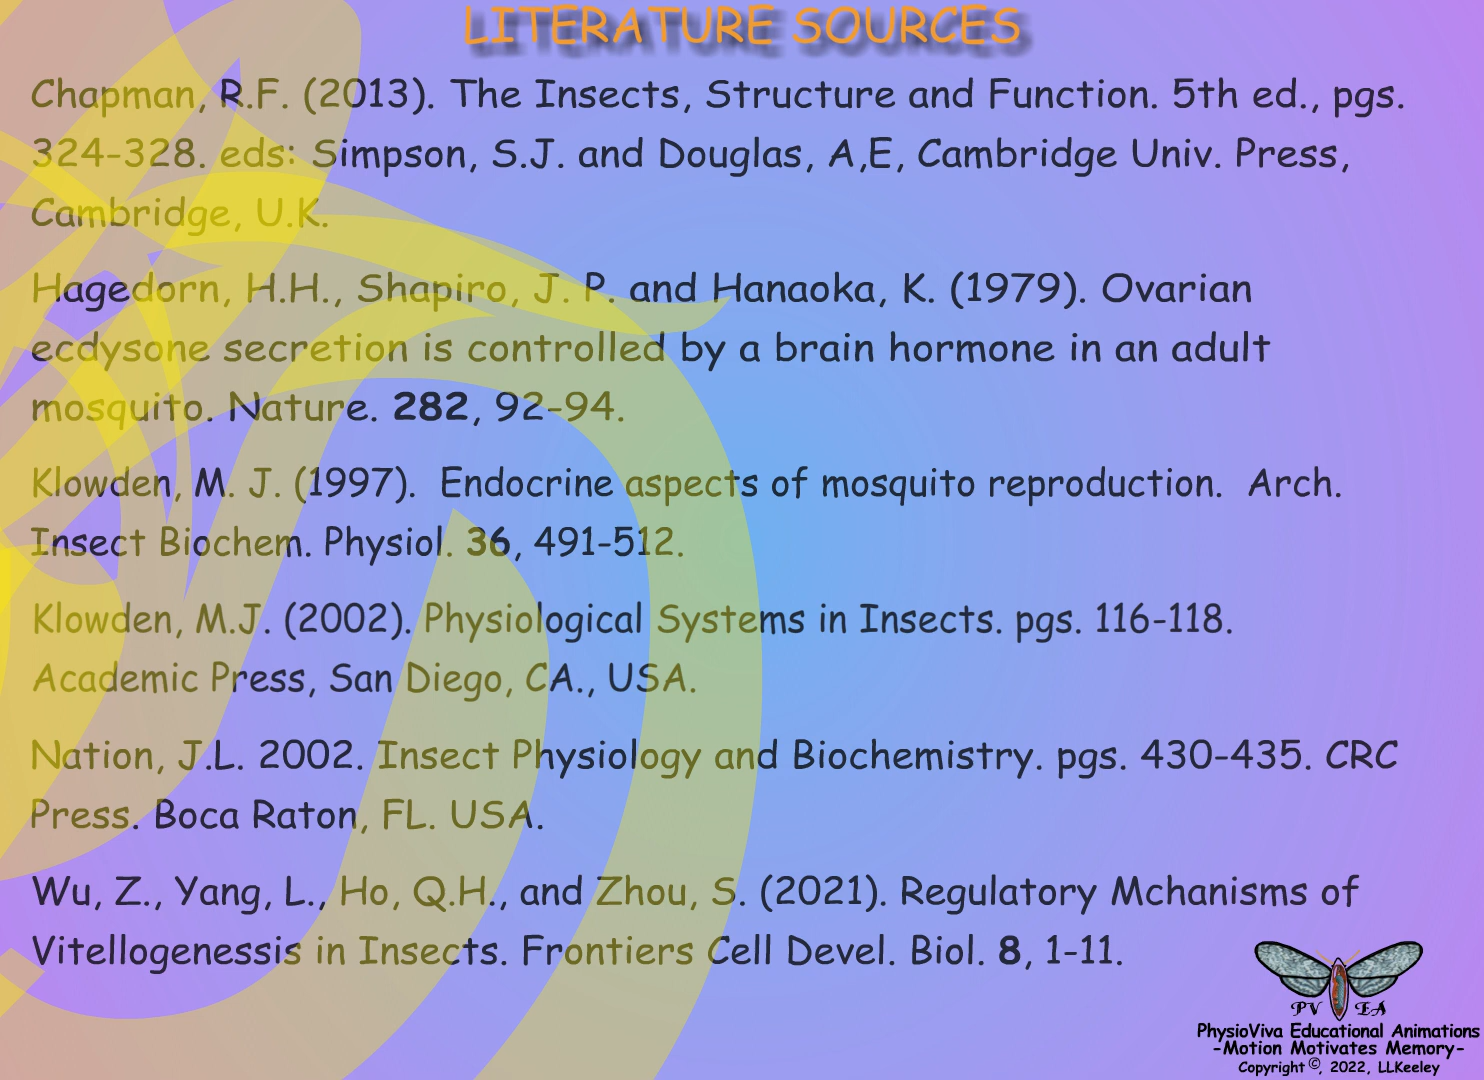 LITERATURE SOURCES
Chapman, R.F. (2013). The Insects, Structure and Function. 5th ed., pgs.
324-328. eds: Simpson, S.J. and Douglas, A,E, Cambridge Univ. Press,
Cambridge, U.K.
Hagedorn, H.H., Shapiro, J. P. and Hanaoka, K. (1979). Ovarian
ecdysone secretion is controlled by a brain hormone in an adult
mosquito. Nature. 282, 92-94.
Klowden, M. J. (1997). Endocrine aspects of mosquito reproduction. Arch.
Insect Biochem. Physiol. 36, 491-512.
Klowden, M.J. (2002). Physiological Systems in Insects. pgs. 116-118.
Academic Press, San Diego, CA., USA.
Nation, J.L. 2002. Insect Physiology and Biochemistry. pgs. 430-435. CRC
Press. Boca Raton, FL. USA.
Wu, Z., Yang, L., Ho, Q.H., and Zhou, S. (2021). Regulatory Mchanisms of
Vitellogenessis in Insects. Frontiers Cell Devel. Biol. 8, 1-11.
PV EA
PhysioViva Educational Animations
-Motion Motivates Memory-
Copyright ©, 2022, LLKeeley